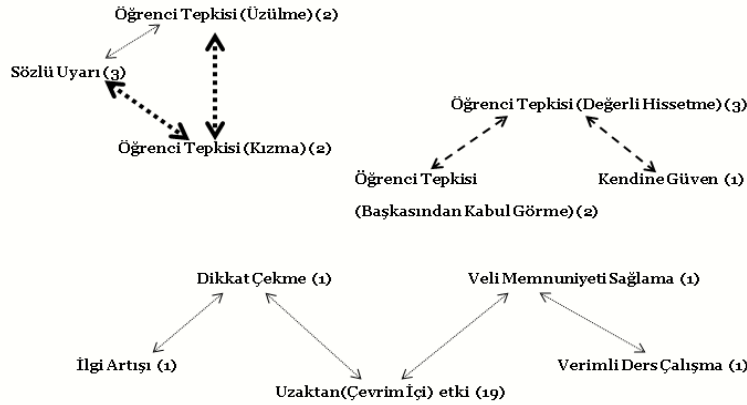 Öğrenci Tepkisi (Üzülme) (2)
Sözlü Uyarı (3)
Öğrenci Tepkisi (Kızma) (2)
Öğrenci Tepkisi (Değerli Hissetme) (3)
Öğrenci Tepkisi
(Başkasından Kabul Görme) (2)
Kendine Güven (1)
Dikkat Çekme (1)
Veli Memnuniyeti Sağlama (1)
İlgi Artışı (1)
Verimli Ders Çalışma (1)
Uzaktan(Çevrim İçi) etki (19)